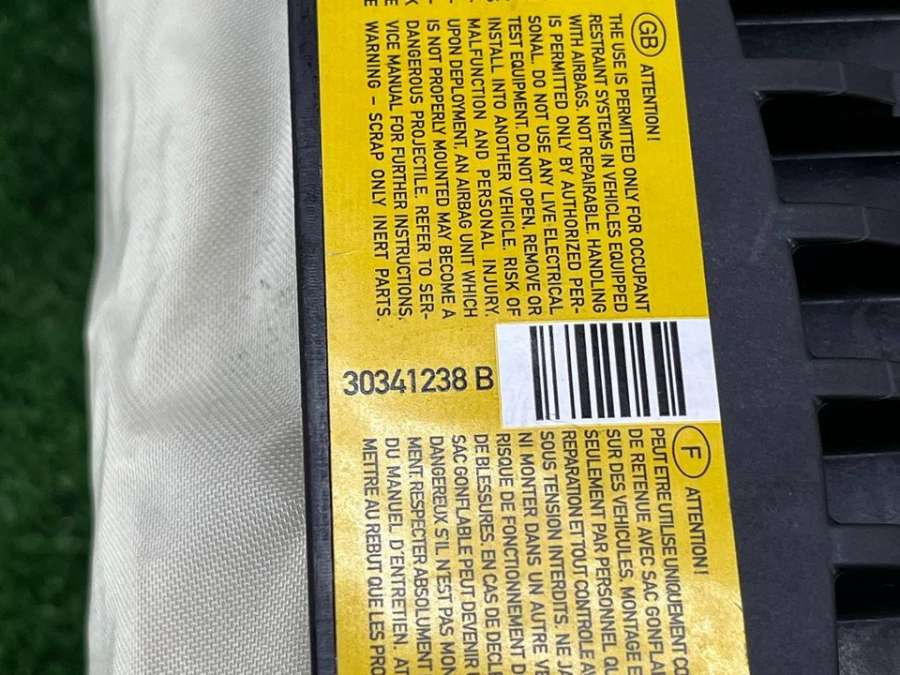 GB ATTENTION!
THE USE IS PERMITTED ONLY FOR OCCUPANT
RESTRAINT SYSTEMS IN VEHICLES EQUIPPED
WITH AIRBAGS. NOT REPAIRABLE. HANDLING
IS PERMITTED ONLY BY AUTHORIZED PER-
SONAL. DO NOT USE ANY LIVE ELECTRICAL
TEST EQUIPMENT. DO NOT OPEN, REMOVE OR
INSTALL INTO ANOTHER VEHICLE. RISK OF
MALFUNCTION AND PERSONAL INJURY.
UPON DEPLOYMENT, AN AIRBAG UNIT WHICH
IS NOT PROPERLY MOUNTED MAY BECOME A
DANGEROUS PROJECTILE. REFER TO SER-
VICE MANUAL FOR FURTHER INSTRUCTIONS.
WARNING – SCRAP ONLY INERT PARTS.
30341238 B
F ATTENTION!
PEUT ETRE UTILISE UNIQUEMENT
DE RETENUE AVEC SAC
SUR DES VEHICULES. MONTAGE
SEULEMENT PAR PERSONNEL
REPARATION ET TOUT CONTROLE
SOUS TENSION INTERDITS. NE
NI MONTER DANS UN AUTRE
RISQUE DE FONCTIONNEMENT
DE BLESSURES. EN CAS DE
SAC GONFLABLE PEUT DEVENIR
DANGEREUX S'IL N'EST PAS
MENT. RESPECTER ABSOLUMENT
DU MANUEL D'ENTRETIEN.
METTRE AU REBUT QUE LES